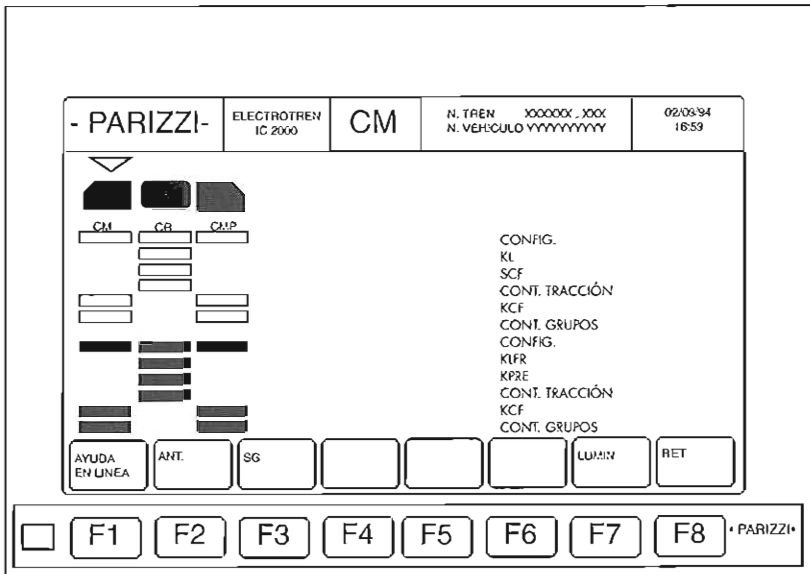 - PARIZZI-
ELECTROTREN
IC 2000
CM
N. TREN XXXXXX . XXX
N. VEHICULO YYYYYYYYYY
02/09/94
16:59
CM CB CMP
CONFIG.
KL
SCF
CONT. TRACCIÓN
KCF
CONT. GRUPOS
CONFIG.
KLFR
KPRE
CONT. TRACCIÓN
KCF
CONT. GRUPOS
AYUDA
EN LINEA
ANT.
SG
LUMIN
RET
F1 F2 F3 F4 F5 F6 F7 F8 • PARIZZI•